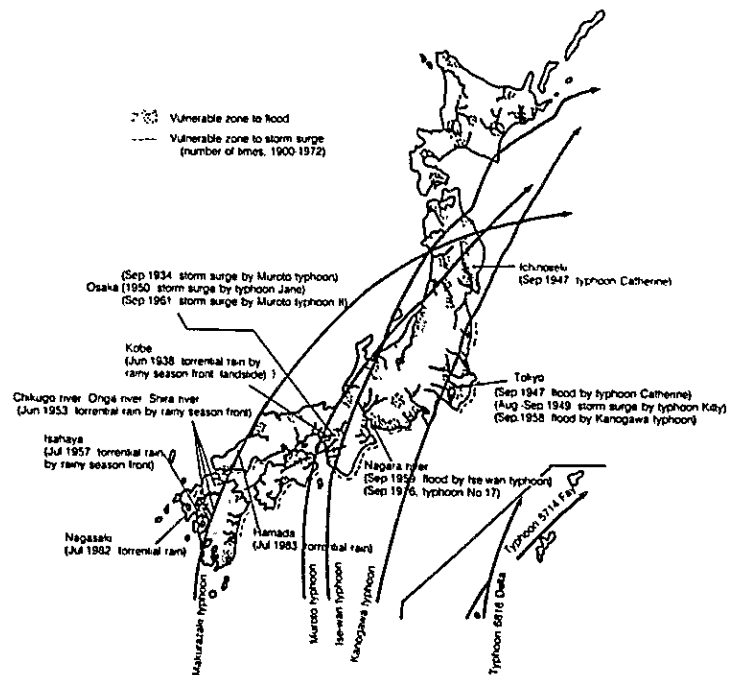 Vulnerable zone to flood
Vulnerable zone to storm surge
(number of times, 1900-1972)
(Sep 1934 storm surge by Muroto typhoon)
Osaka (1950 storm surge by typhoon Jane)
(Sep 1961 storm surge by Muroto typhoon II)
Kobe
(Jun 1938 torrential rain by
rainy season front landslide)
Chikugo river Onga river Shira river
(Jun 1953 torrential rain by rainy season front)
Isahaya
(Jul 1957 torrential rain
by rainy season front)
Nagasaki
(Jul 1982 torrential rain)
Hamada
(Jul 1983 torrential rain)
Ichinoseki
(Sep 1947 typhoon Catherine)
Tokyo
(Sep 1947 flood by typhoon Catherine)
(Aug-Sep 1949 storm surge by typhoon Kitty)
(Sep.1958 flood by Kanogawa typhoon)
Nagara river
(Sep 1959 flood by Ise wan typhoon)
(Sep 1976, typhoon No 17)
Makurazaki typhoon
Muroto typhoon
Ise-wan typhoon
Kanogawa typhoon
Typhoon 6816 Della
Typhoon 5714 Fay